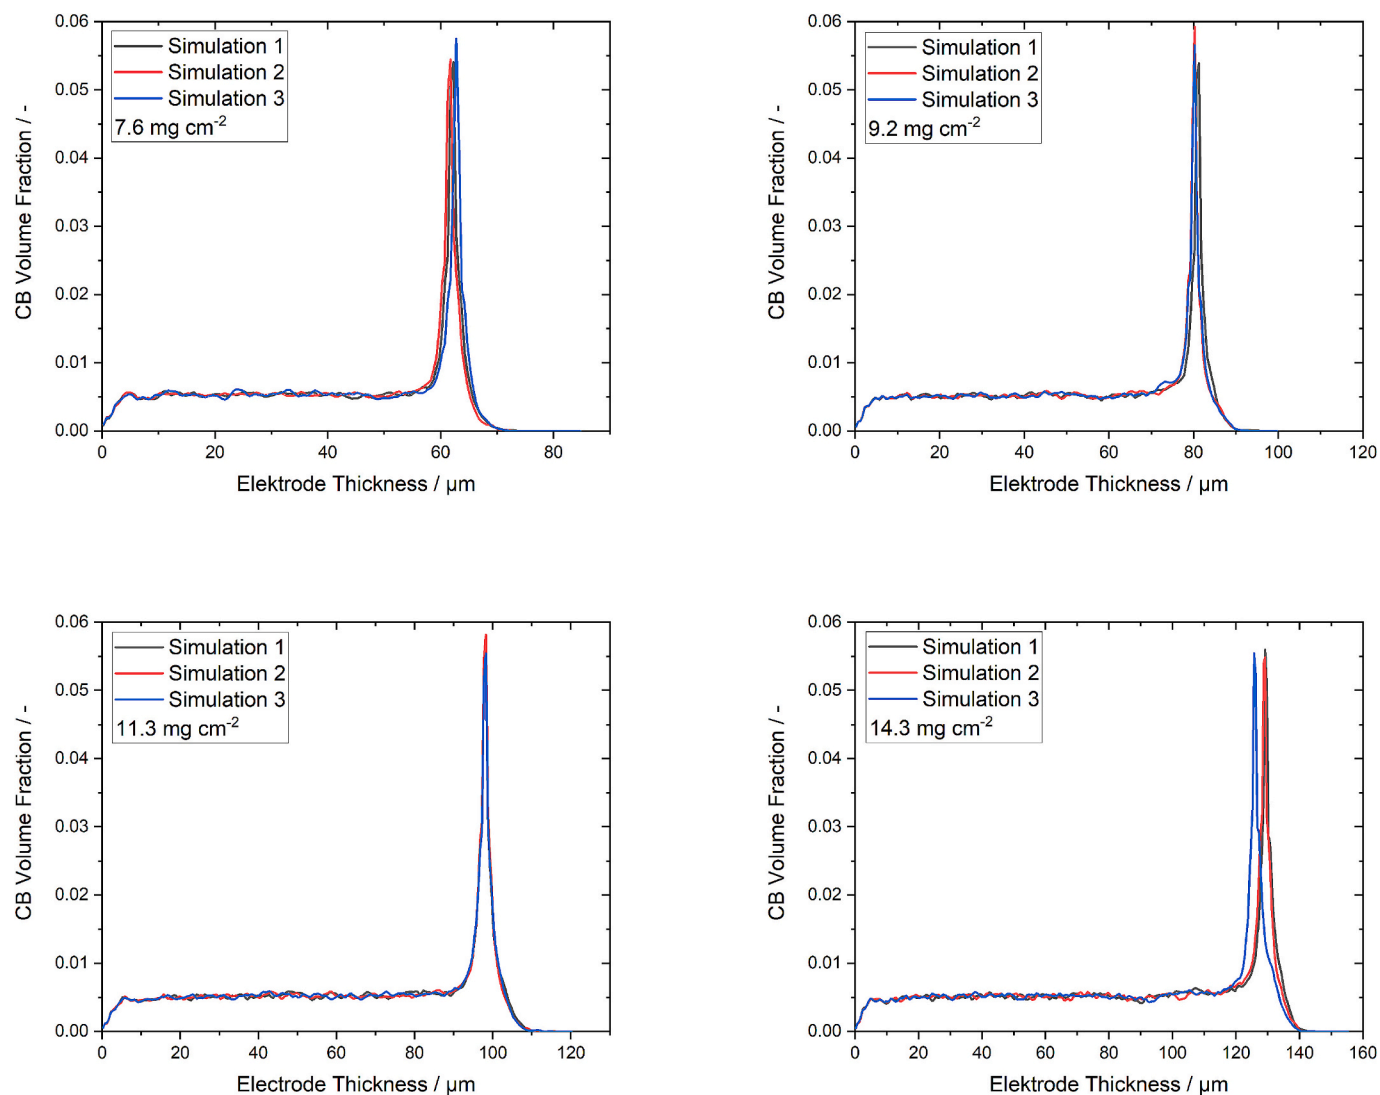 0.06
0.05
0.04
0.03
0.02
0.01
0.00
CB Volume Fraction / -
Simulation 1
Simulation 2
Simulation 3
7.6 mg cm-2
0
20
40
60
80
Elektrode Thickness / µm
0.06
0.05
0.04
0.03
0.02
0.01
0.00
CB Volume Fraction / -
Simulation 1
Simulation 2
Simulation 3
9.2 mg cm-2
0
20
40
60
80
100
120
Elektrode Thickness / µm
0.06
0.05
0.04
0.03
0.02
0.01
0.00
CB Volume Fraction / -
Simulation 1
Simulation 2
Simulation 3
11.3 mg cm-2
0
20
40
60
80
100
120
Electrode Thickness / µm
0.06
0.05
0.04
0.03
0.02
0.01
0.00
CB Volume Fraction / -
Simulation 1
Simulation 2
Simulation 3
14.3 mg cm-2
0
20
40
60
80
100
120
140
160
Elektrode Thickness / µm